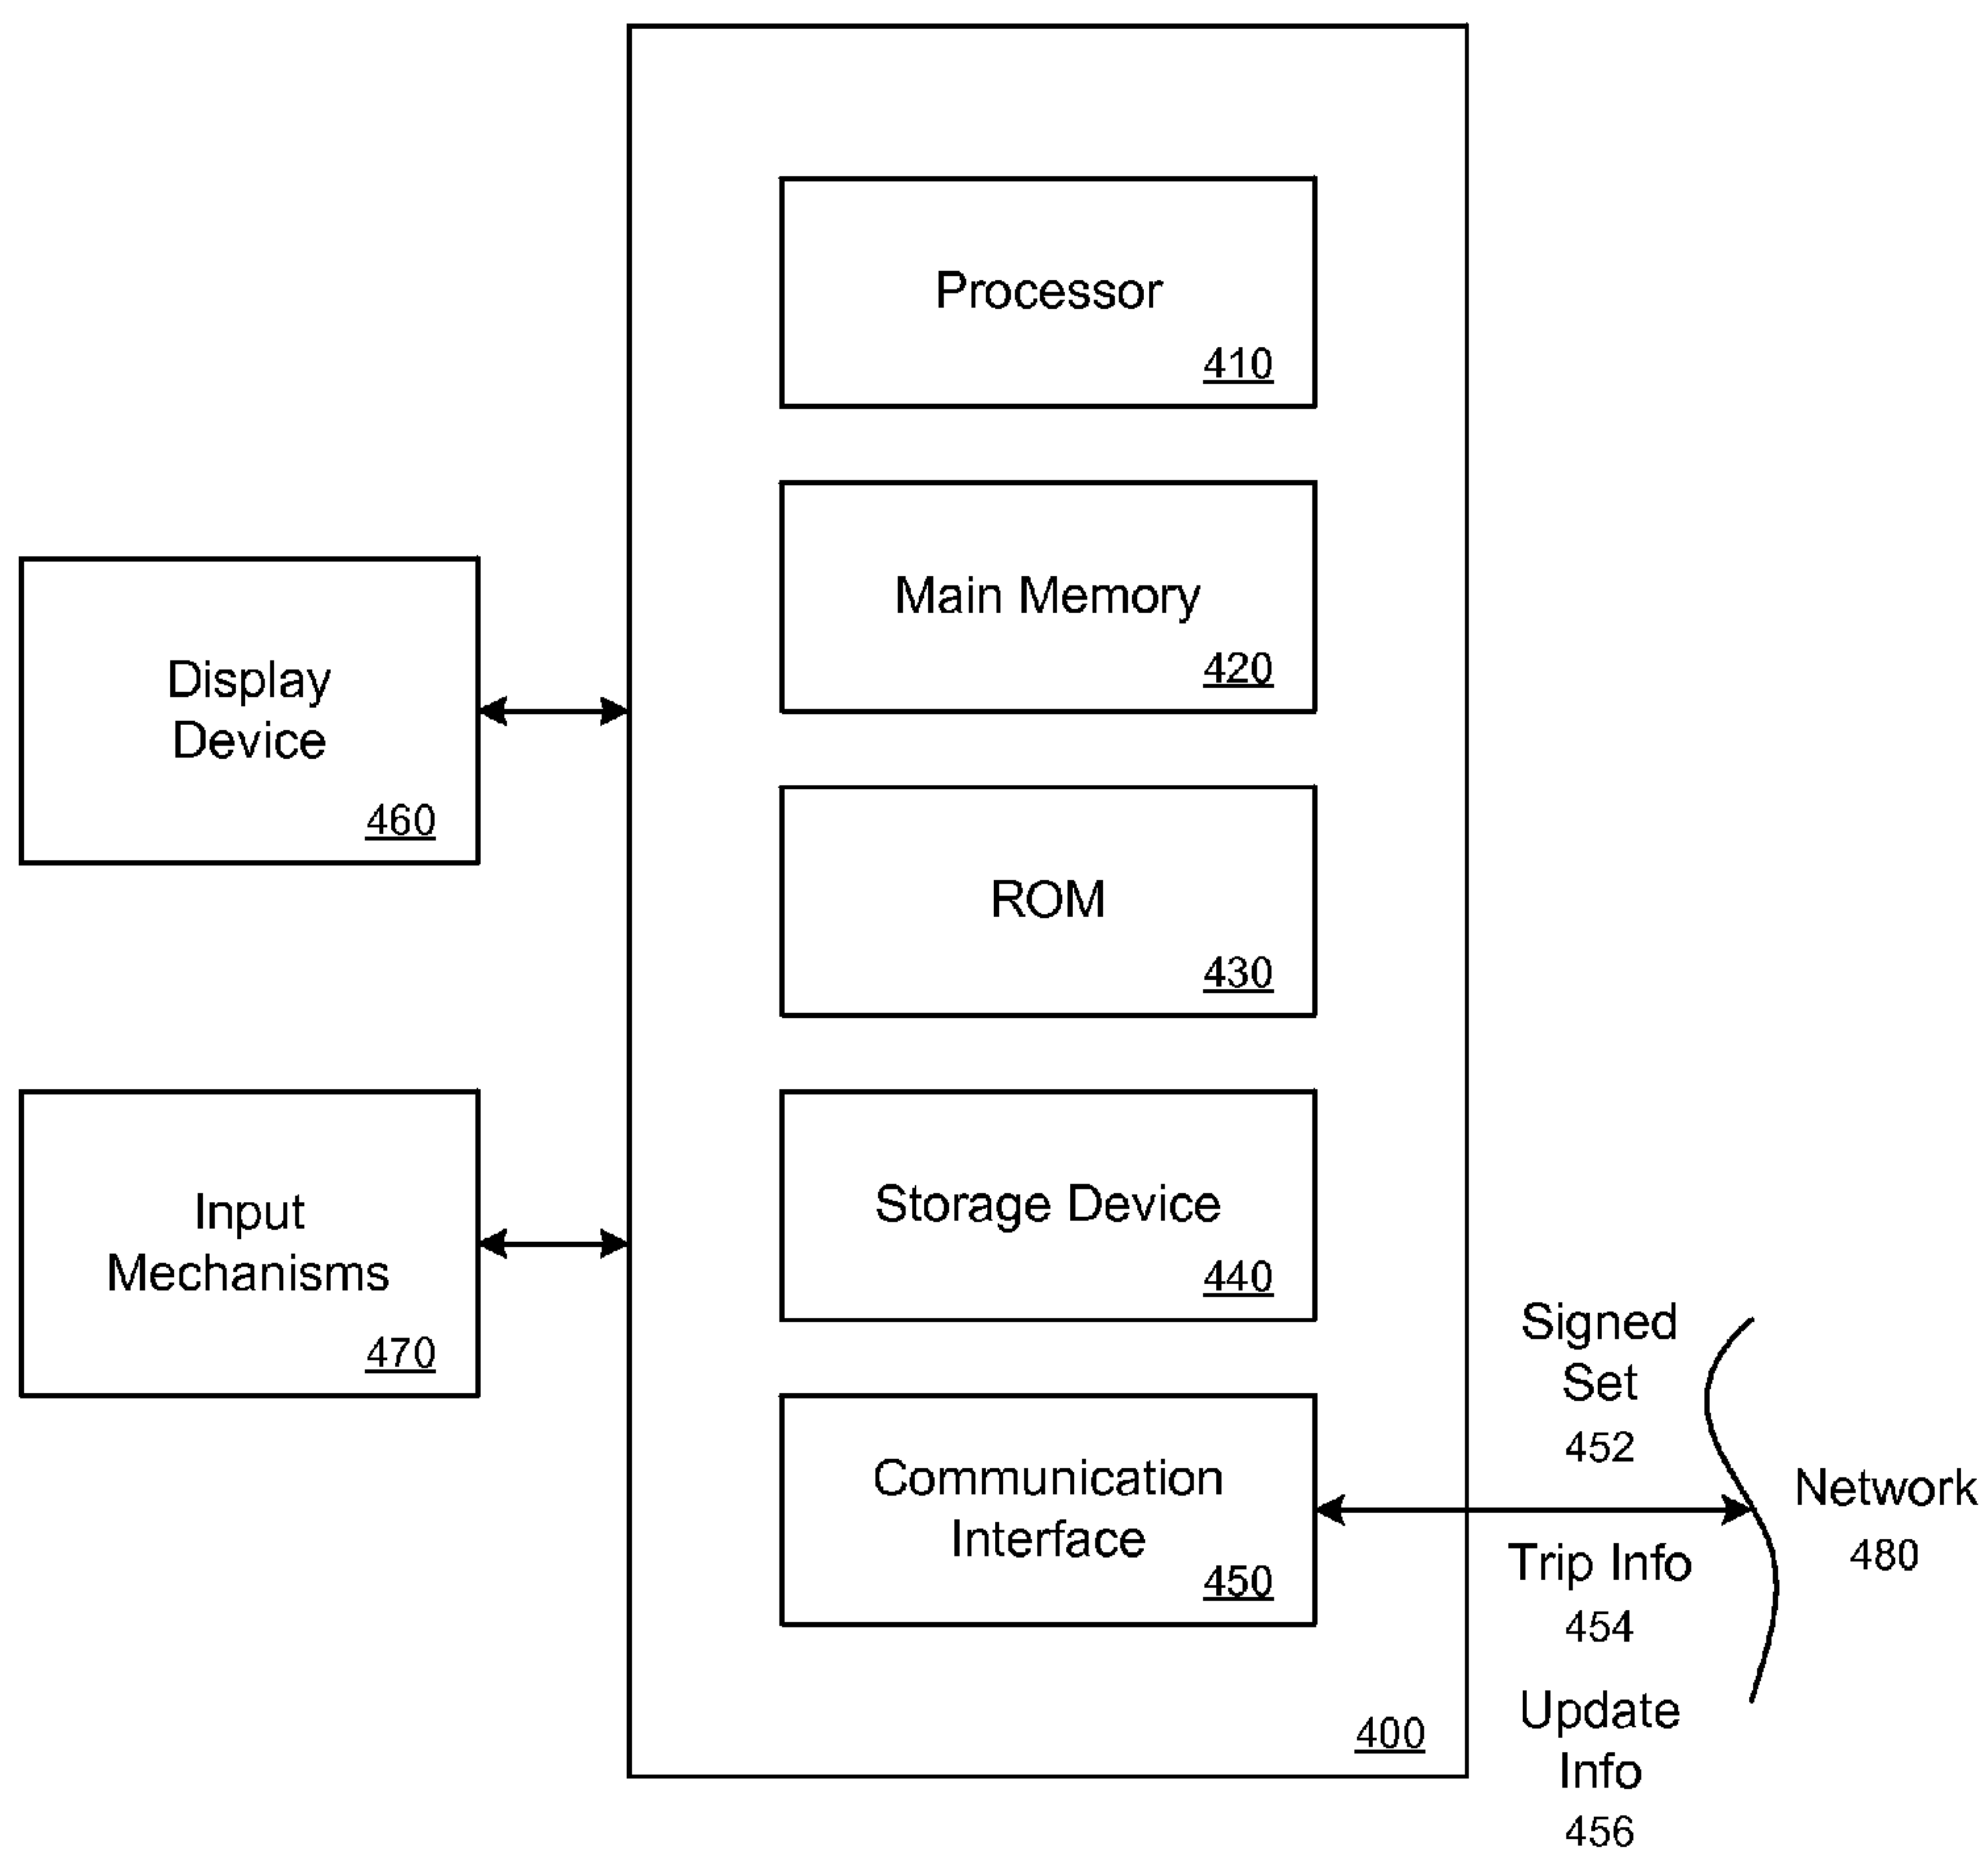 Processor
410
Main Memory
420
Display
Device
460
ROM
430
Input
Mechanisms
470
Storage Device
440
Communication
Interface
450
Signed
Set
452
Network
480
Trip Info
454
Update
Info
456
400